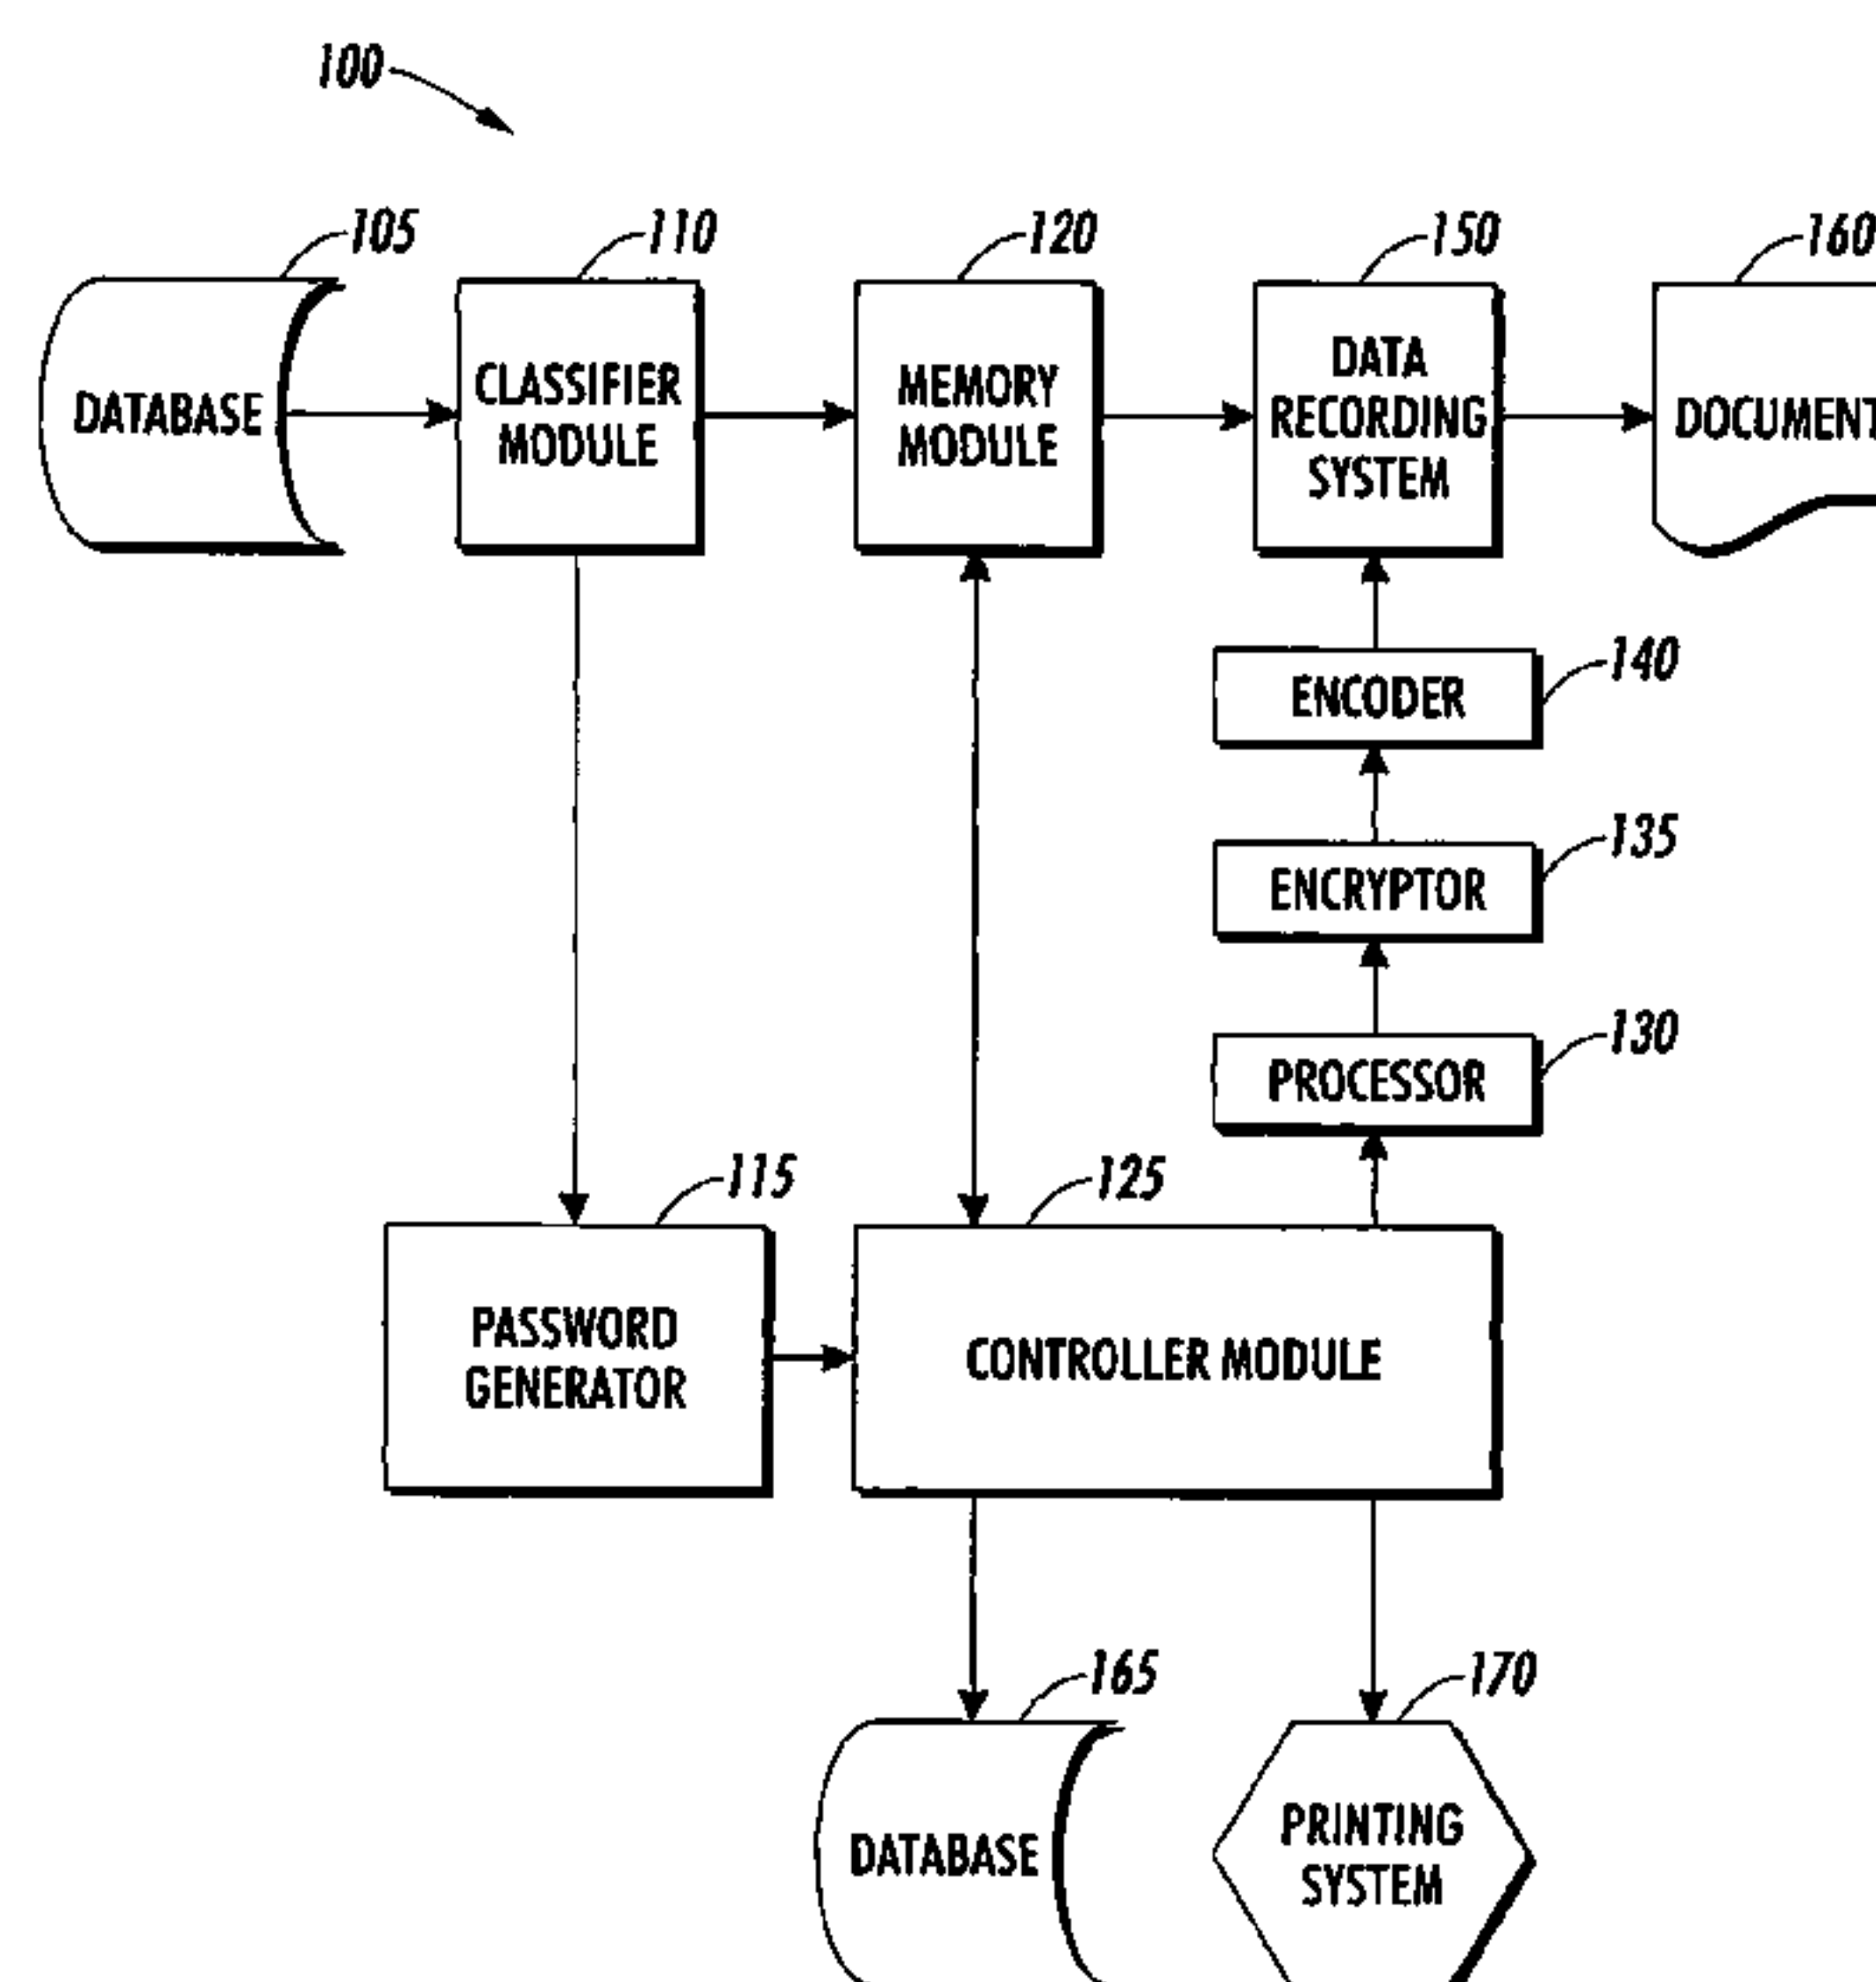 100
105
110
120
150
160
DATABASE
CLASSIFIER
MODULE
MEMORY
MODULE
DATA
RECORDING
SYSTEM
DOCUMENT
140
ENCODER
135
ENCRYPTOR
130
PROCESSOR
115
125
PASSWORD
GENERATOR
CONTROLLER MODULE
165
170
DATABASE
PRINTING
SYSTEM